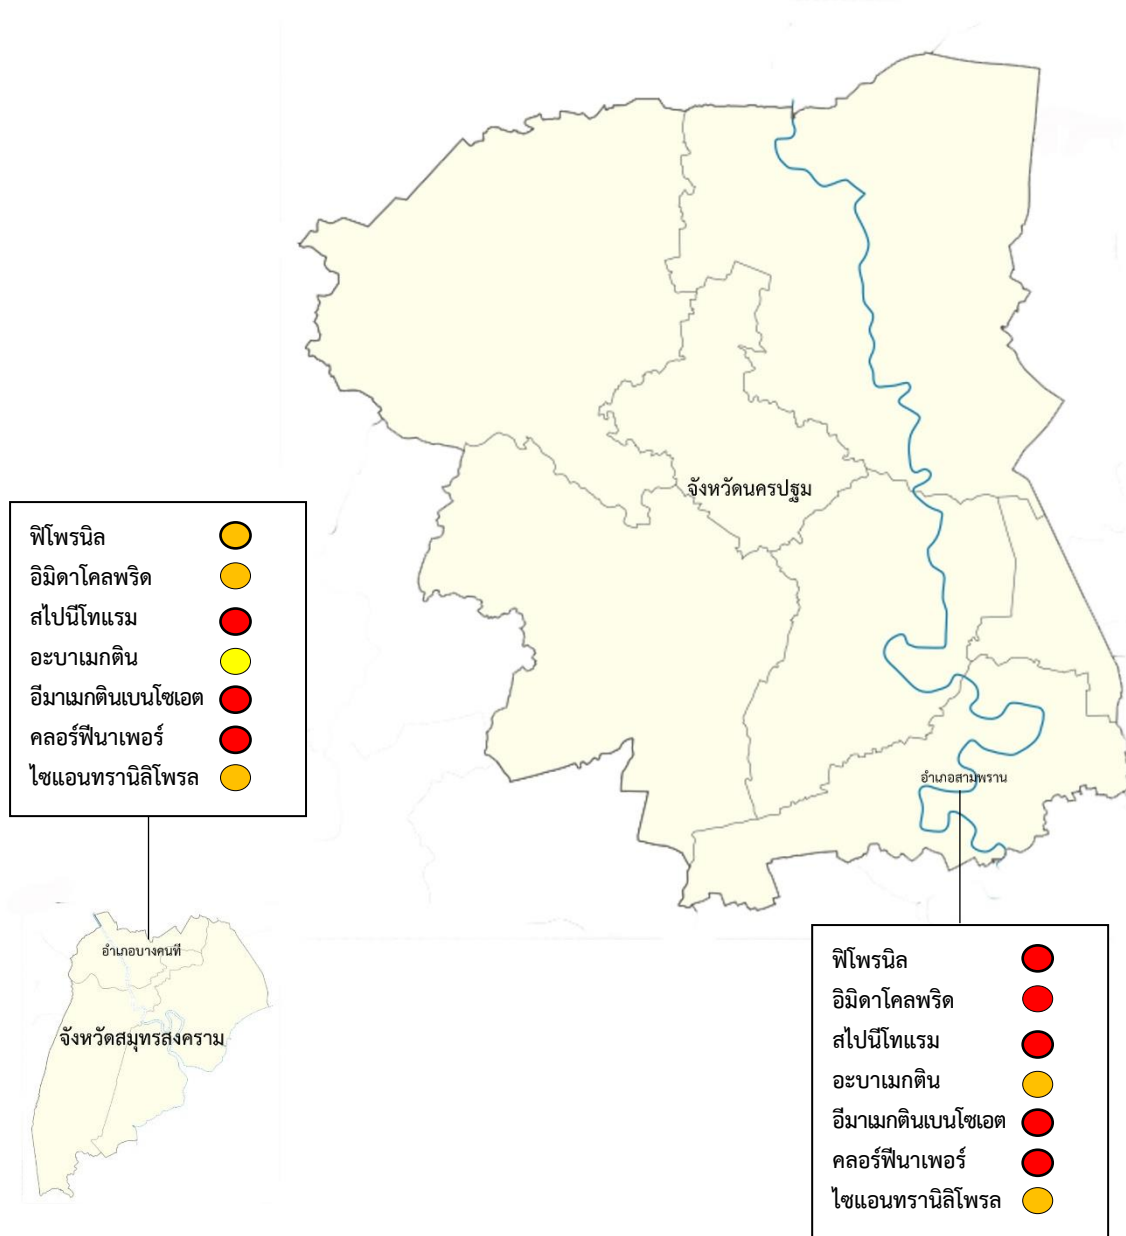 จังหวัดนครปฐม
ฟิโพรนิล
อิมิดาโคลพริด
สไปนีโทแรม
อะบาเมกติน
อีมาเมกตินเบนโซเอต
คลอร์ฟีนาเพอร์
ไซแอนทรานิลิโพรล
อำเภอสามพราน
อำเภอบางคนที
จังหวัดสมุทรสงคราม
ฟิโพรนิล
อิมิดาโคลพริด
สไปนีโทแรม
อะบาเมกติน
อีมาเมกตินเบนโซเอต
คลอร์ฟีนาเพอร์
ไซแอนทรานิลิโพรล